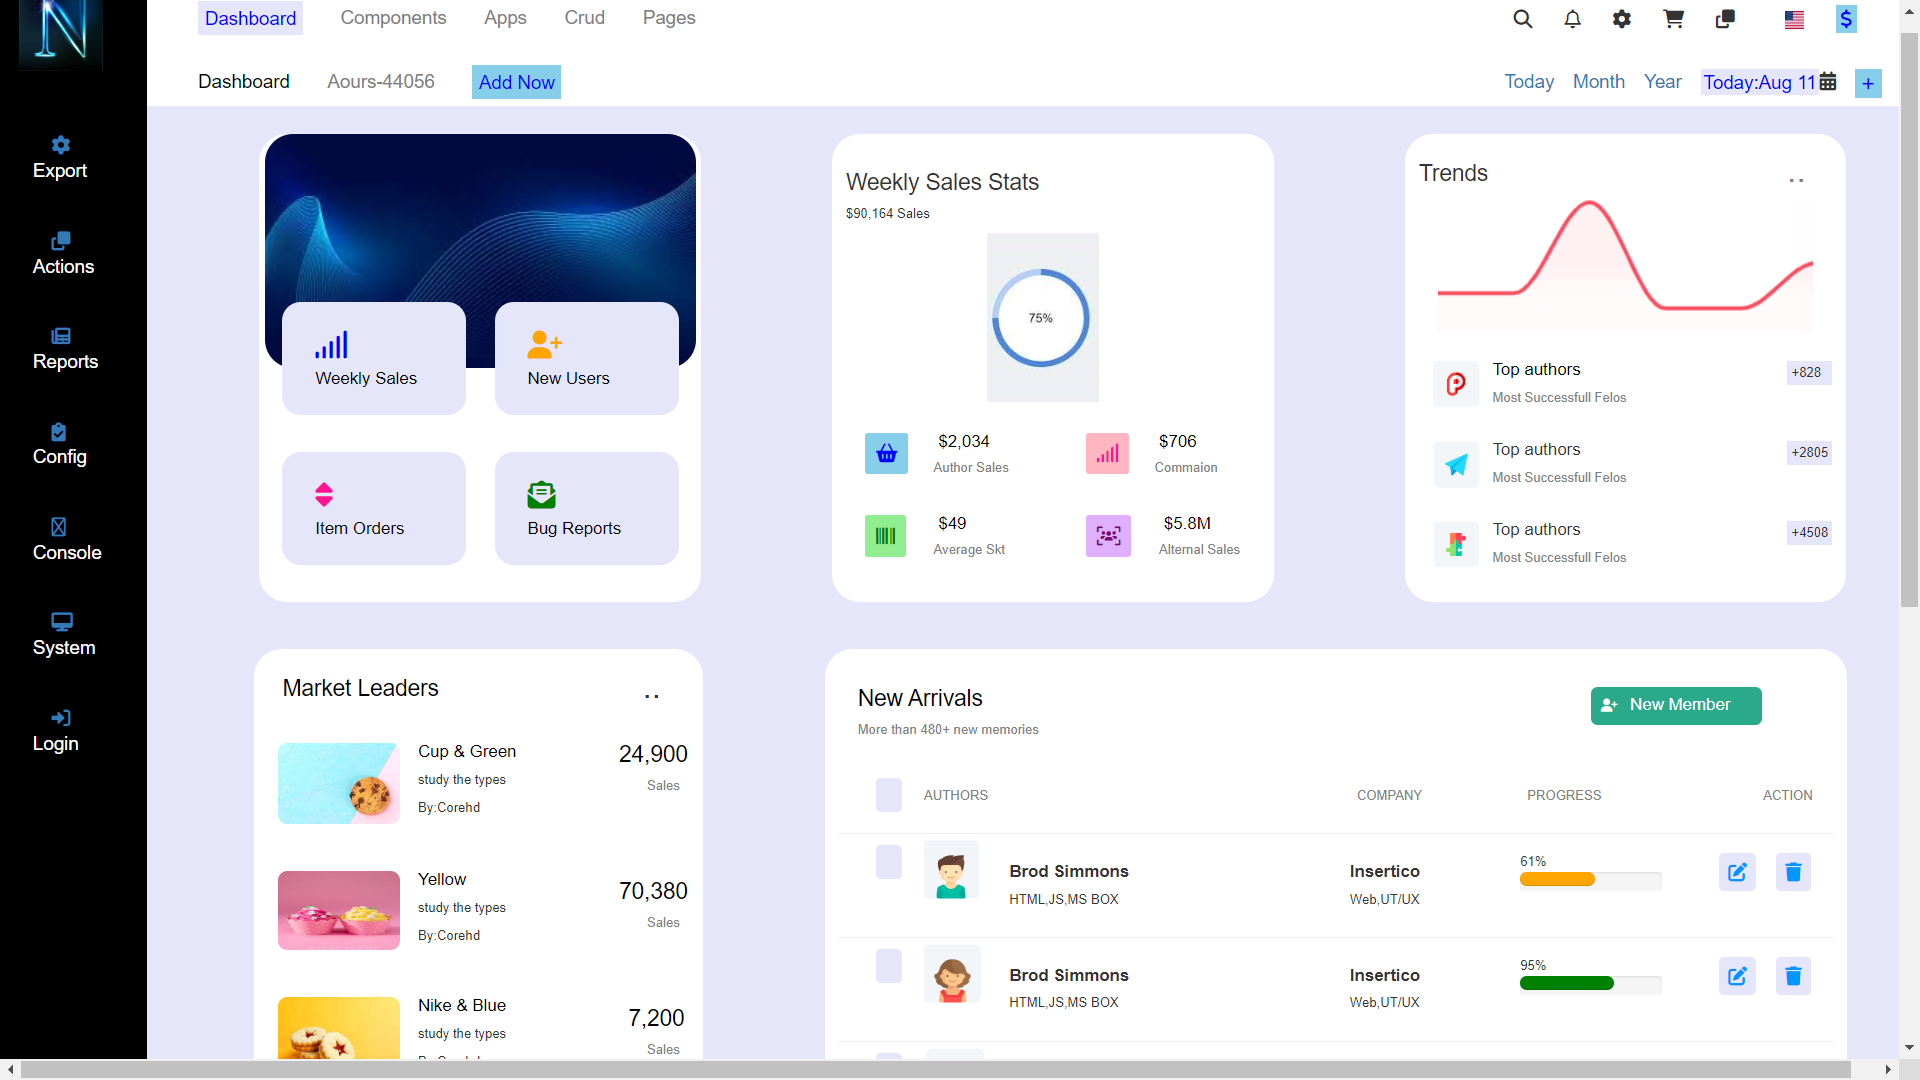 N
Dashboard Components Apps Crud Pages
$
Dashboard Aours-44056 Add Now
Today Month Year Today:Aug 11 +
Export
Actions
Reports
Config
Console
System
Login
Weekly Sales
New Users
Item Orders
Bug Reports
Weekly Sales Stats
$90,164 Sales
75%
$2,034
Author Sales
$706
Commaion
$49
Average Skt
$5.8M
Alternal Sales
Trends
Top authors
Most Successfull Felos
+828
Top authors
Most Successfull Felos
+2805
Top authors
Most Successfull Felos
+4508
Market Leaders
Cup & Green
study the types
By:Corehd
24,900
Sales
Yellow
study the types
By:Corehd
70,380
Sales
Nike & Blue
study the types
7,200
Sales
New Arrivals
More than 480+ new memories
New Member
AUTHORS COMPANY PROGRESS ACTION
Brod Simmons
HTML,JS,MS BOX
Insertico
Web,UT/UX
61%
Brod Simmons
HTML,JS,MS BOX
Insertico
Web,UT/UX
95%